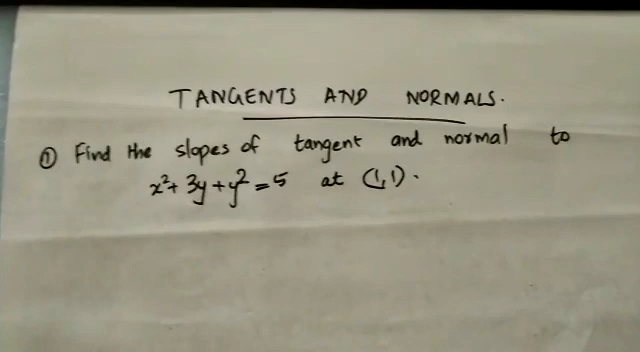 TANGENTS AND NORMALS.
① Find the slopes of tangent and normal to
x²+ 3y + y² = 5 at (1,1).